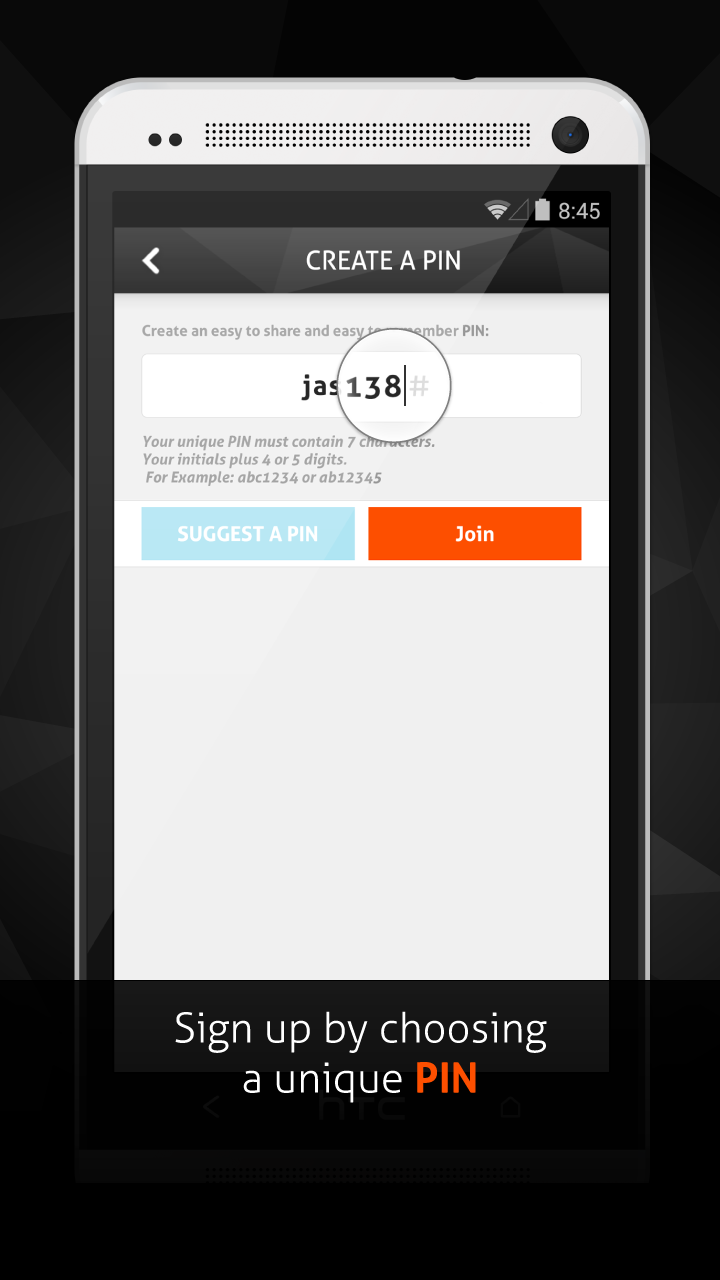 8:45
CREATE A PIN
Create an easy to share and easy to remember PIN:
jas138#
Your unique PIN must contain 7 characters.
Your initials plus 4 or 5 digits.
For Example: abc1234 or ab12345
SUGGEST A PIN
Join
Sign up by choosing
a unique PIN
hTC